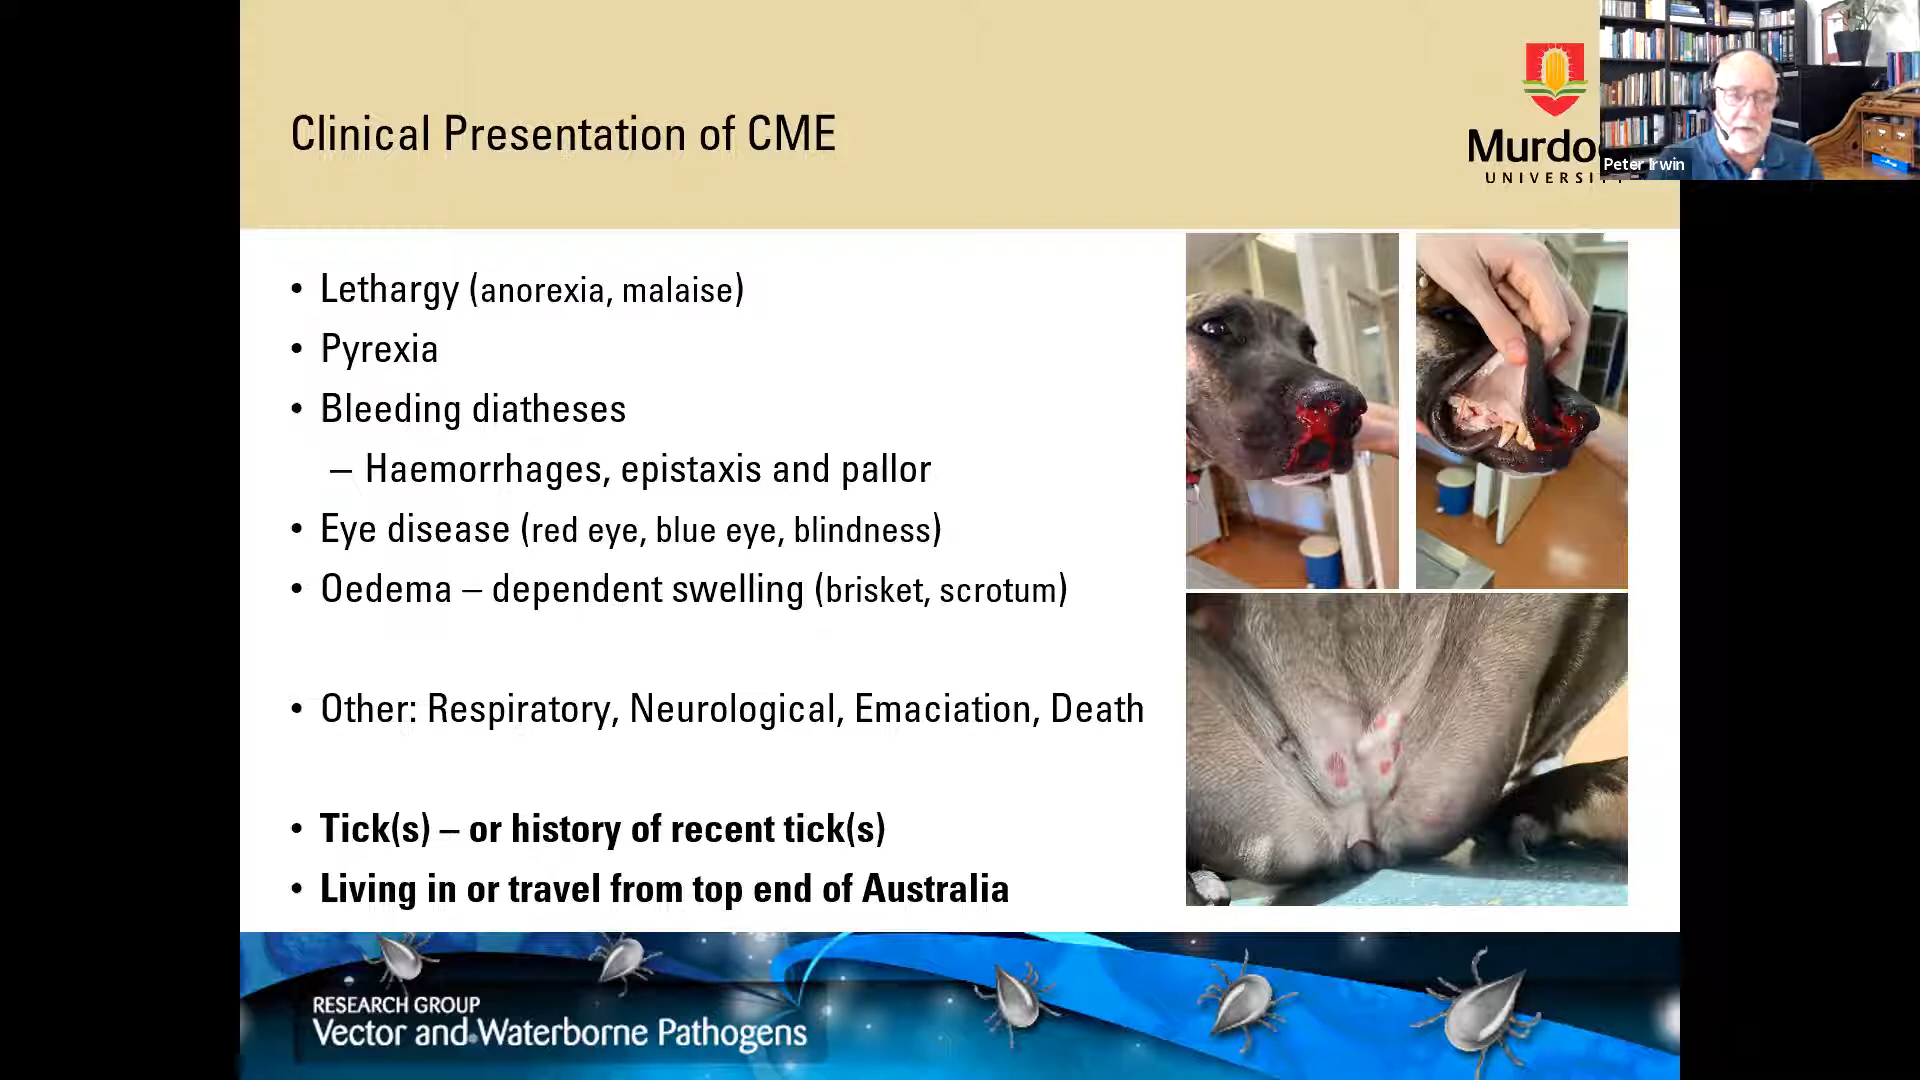 Clinical Presentation of CME
Murdo
UNIVERSI
Peter Irwin
• Lethargy (anorexia, malaise)
• Pyrexia
• Bleeding diatheses
– Haemorrhages, epistaxis and pallor
• Eye disease (red eye, blue eye, blindness)
• Oedema – dependent swelling (brisket, scrotum)
• Other: Respiratory, Neurological, Emaciation, Death
• Tick(s) – or history of recent tick(s)
• Living in or travel from top end of Australia
RESEARCH GROUP
Vector and Waterborne Pathogens